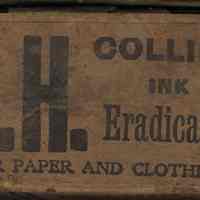 .H. COLLI
INK
Eradica
R PAPER AND CLOTHE